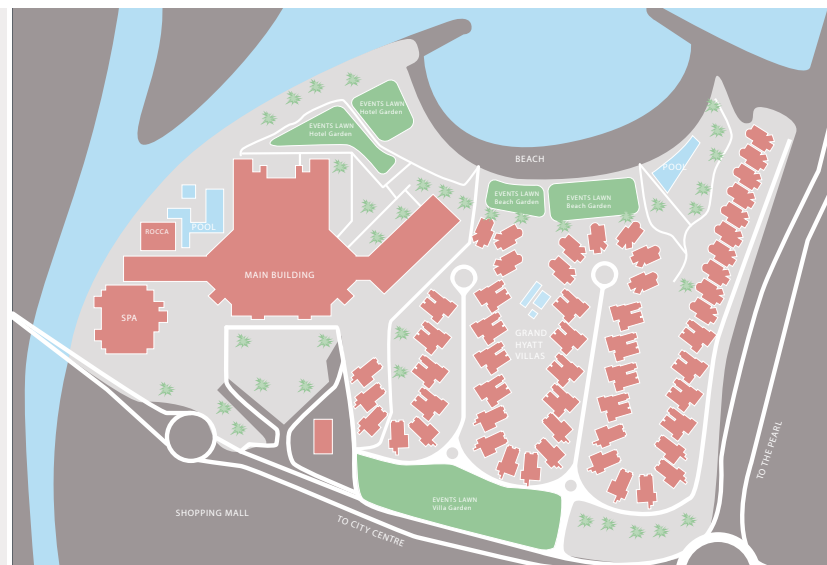 EVENTS LAWN
Hotel Garden
EVENTS LAWN
Hotel Garden
BEACH
POOL
EVENTS LAWN
Beach Garden
EVENTS LAWN
Beach Garden
POOL
ROCCA
MAIN BUILDING
SPA
GRAND
HYATT
VILLAS
EVENTS LAWN
Villa Garden
SHOPPING MALL
TO CITY CENTRE
TO THE PEARL